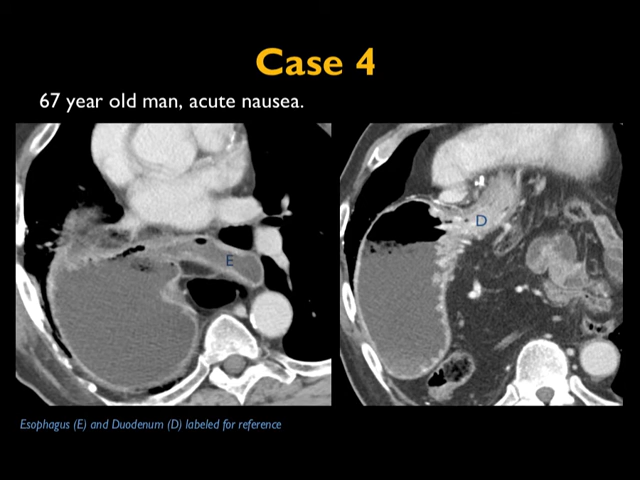 Case 4
67 year old man, acute nausea.
E
D
Esophagus (E) and Duodenum (D) labeled for reference